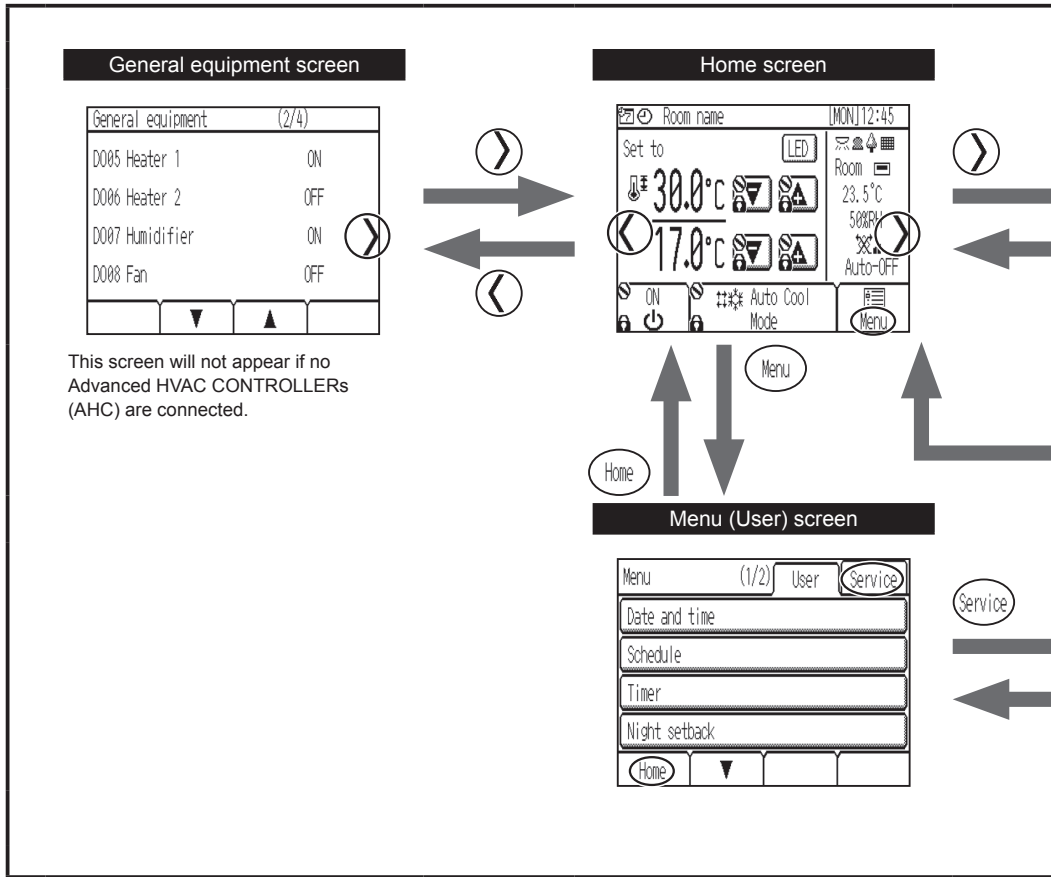 General equipment screen
General equipment (2/4)
DO05 Heater 1 ON
DO06 Heater 2 OFF
DO07 Humidifier ON
DO08 Fan OFF
This screen will not appear if no
Advanced HVAC CONTROLLERs
(AHC) are connected.
Home screen
Room name [MON]12:45
Set to LED
Room
30.0°C
23.5°C
50%RH
17.0°C
Auto-OFF
ON Auto Cool
Mode Menu
Menu
Home
Menu (User) screen
Menu (1/2) User Service
Date and time
Schedule
Timer
Night setback
Home
Service